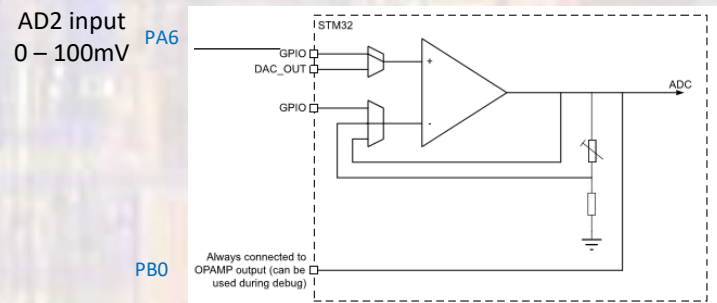 AD2 input
0 – 100mV
PA6
STM32
GPIO
DAC_OUT
+
ADC
GPIO
-
Always connected to
OPAMP output (can be
used during debug)
PB0